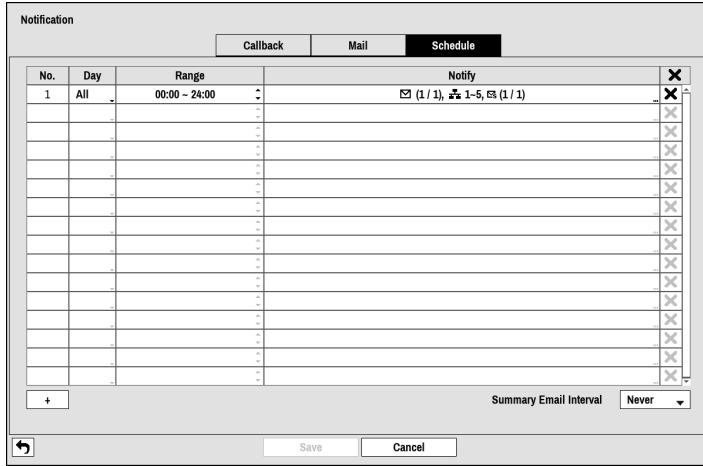 Notification
Callback Mail Schedule
No. Day Range Notify
1 All 00:00 ~ 24:00 (1 / 1), 1~5, (1 / 1)
+ Summary Email Interval Never
Save Cancel